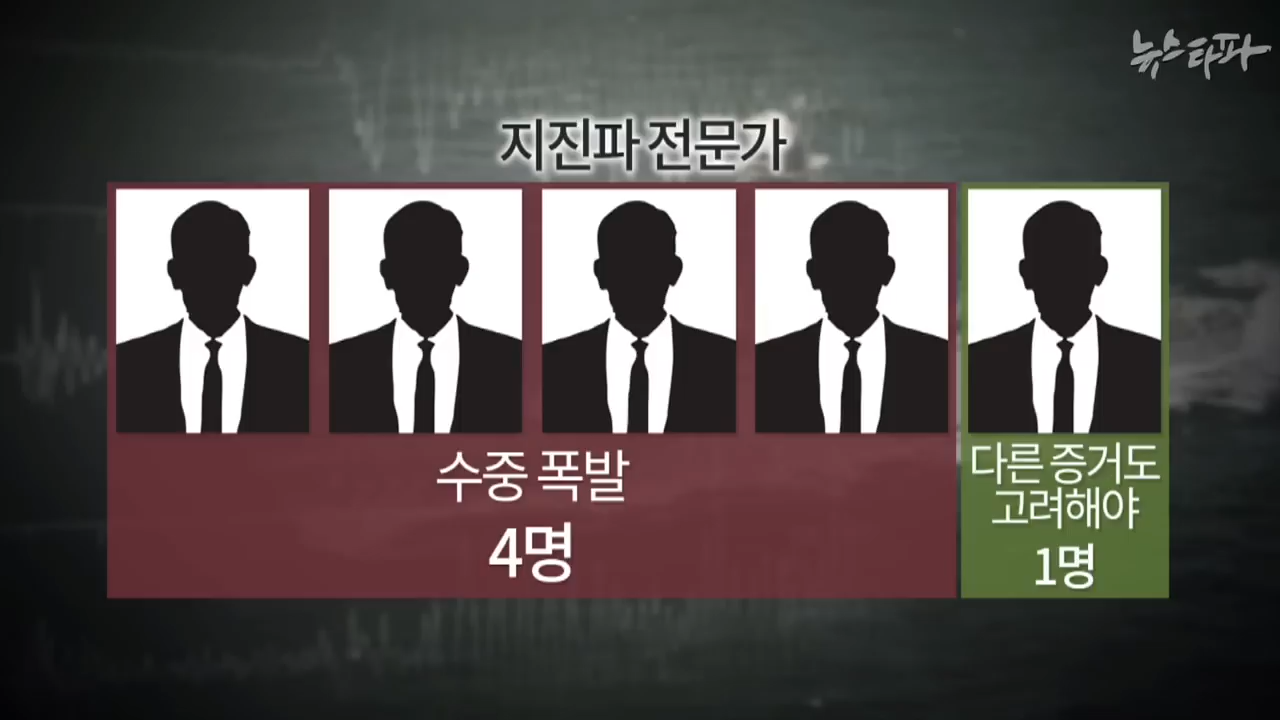 뉴스타파
지진파 전문가
수중 폭발
4명
다른 증거도
고려해야
1명